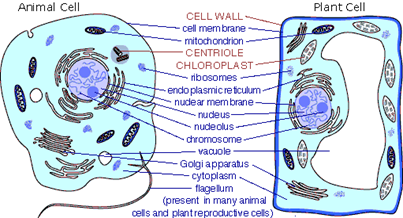 Animal Cell
Plant Cell
CELL WALL
cell membrane
mitochondrion
CENTRIOLE
CHLOROPLAST
ribosomes
endoplasmic reticulum
nuclear membrane
nucleus
nucleolus
chromosome
vacuole
Golgi apparatus
cytoplasm
flagellum
(present in many animal
cells and plant reproductive cells)